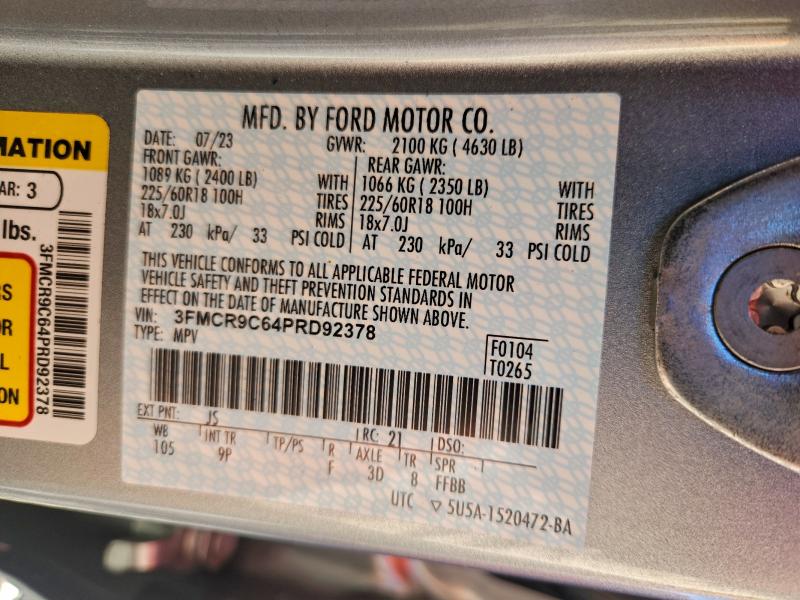 MATION
AR: 3
lbs.
RS
OR
L
ON
3FMCR9C64PRD92378
MFD. BY FORD MOTOR CO.
DATE: 07/23 GVWR: 2100 KG ( 4630 LB)
FRONT GAWR:
1089 KG ( 2400 LB) WITH
225/60R18 100H TIRES
18x7.0J RIMS
AT 230 kPa/ 33 PSI COLD
REAR GAWR:
1066 KG ( 2350 LB) WITH
225/60R18 100H TIRES
18x7.0J RIMS
AT 230 kPa/ 33 PSI COLD
THIS VEHICLE CONFORMS TO ALL APPLICABLE FEDERAL MOTOR
VEHICLE SAFETY AND THEFT PREVENTION STANDARDS IN
EFFECT ON THE DATE OF MANUFACTURE SHOWN ABOVE.
VIN: 3FMCR9C64PRD92378
TYPE: MPV
F0104
T0265
EXT PNT: JS RC: 21 DSO:
WB INT TR TP/PS R AXLE TR SPR
105 9P F 3D 8 FFBB
UTC ▽ 5U5A-1520472-BA